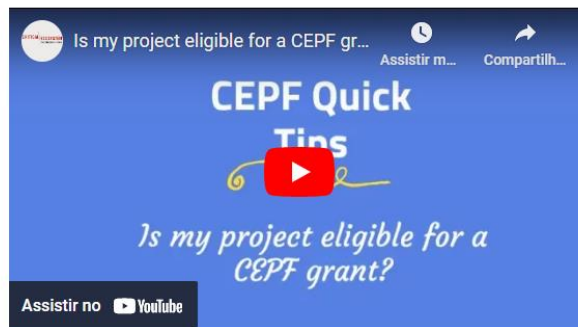 Is my project eligible for a CEPF gr...
Assistir m...
Compartilh...
CEPF Quick
Tips
Is my project eligible for a
CEPF grant?
Assistir no YouTube